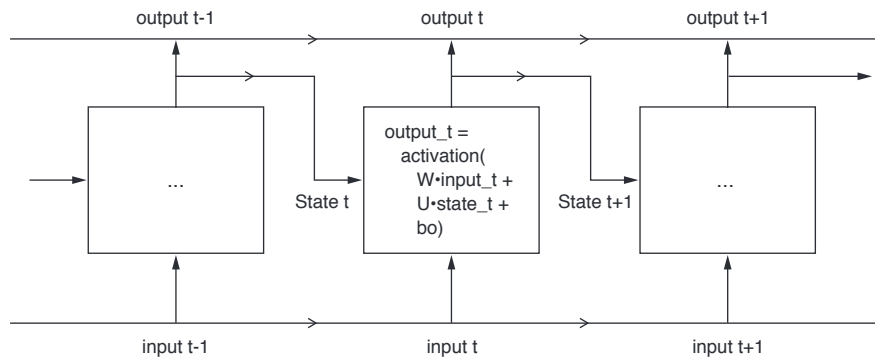 output t-1
output t
output t+1
...
output_t =
activation(
W•input_t +
U•state_t +
bo)
...
State t
State t+1
input t-1
input t
input t+1